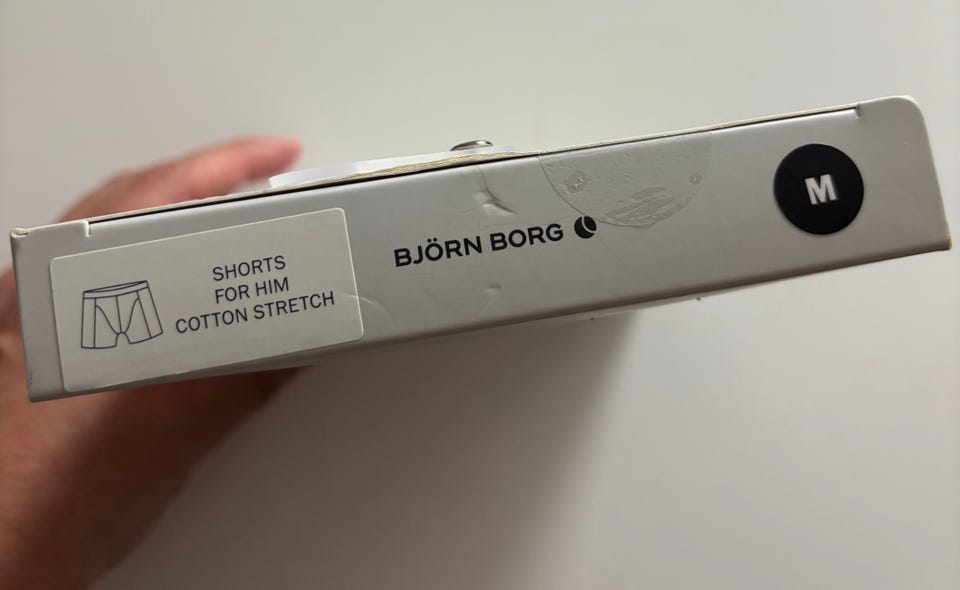 SHORTS
FOR HIM
COTTON STRETCH
BJÖRN BORG
M